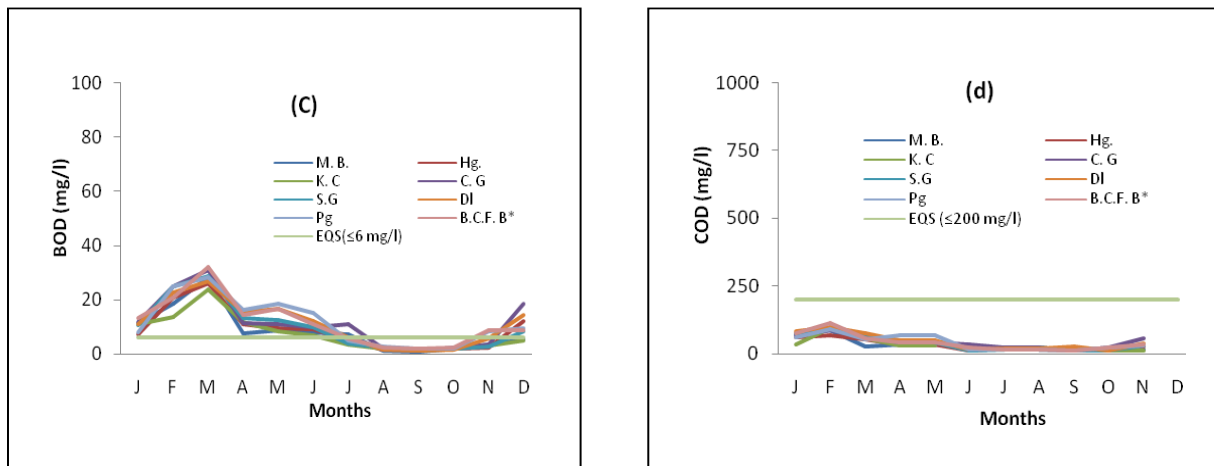 (C)
BOD (mg/l)
100
80
60
40
20
0
M. B. Hg.
K. C C. G
S.G Dl
Pg B.C.F. B*
EQS(≤6 mg/l)
J F M A M J J A S O N D
Months
(d)
COD (mg/l)
1000
750
500
250
0
M. B. Hg.
K. C C. G
S.G Dl
Pg B.C.F. B*
EQS (≤200 mg/l)
J F M A M J J A S O N D
Months